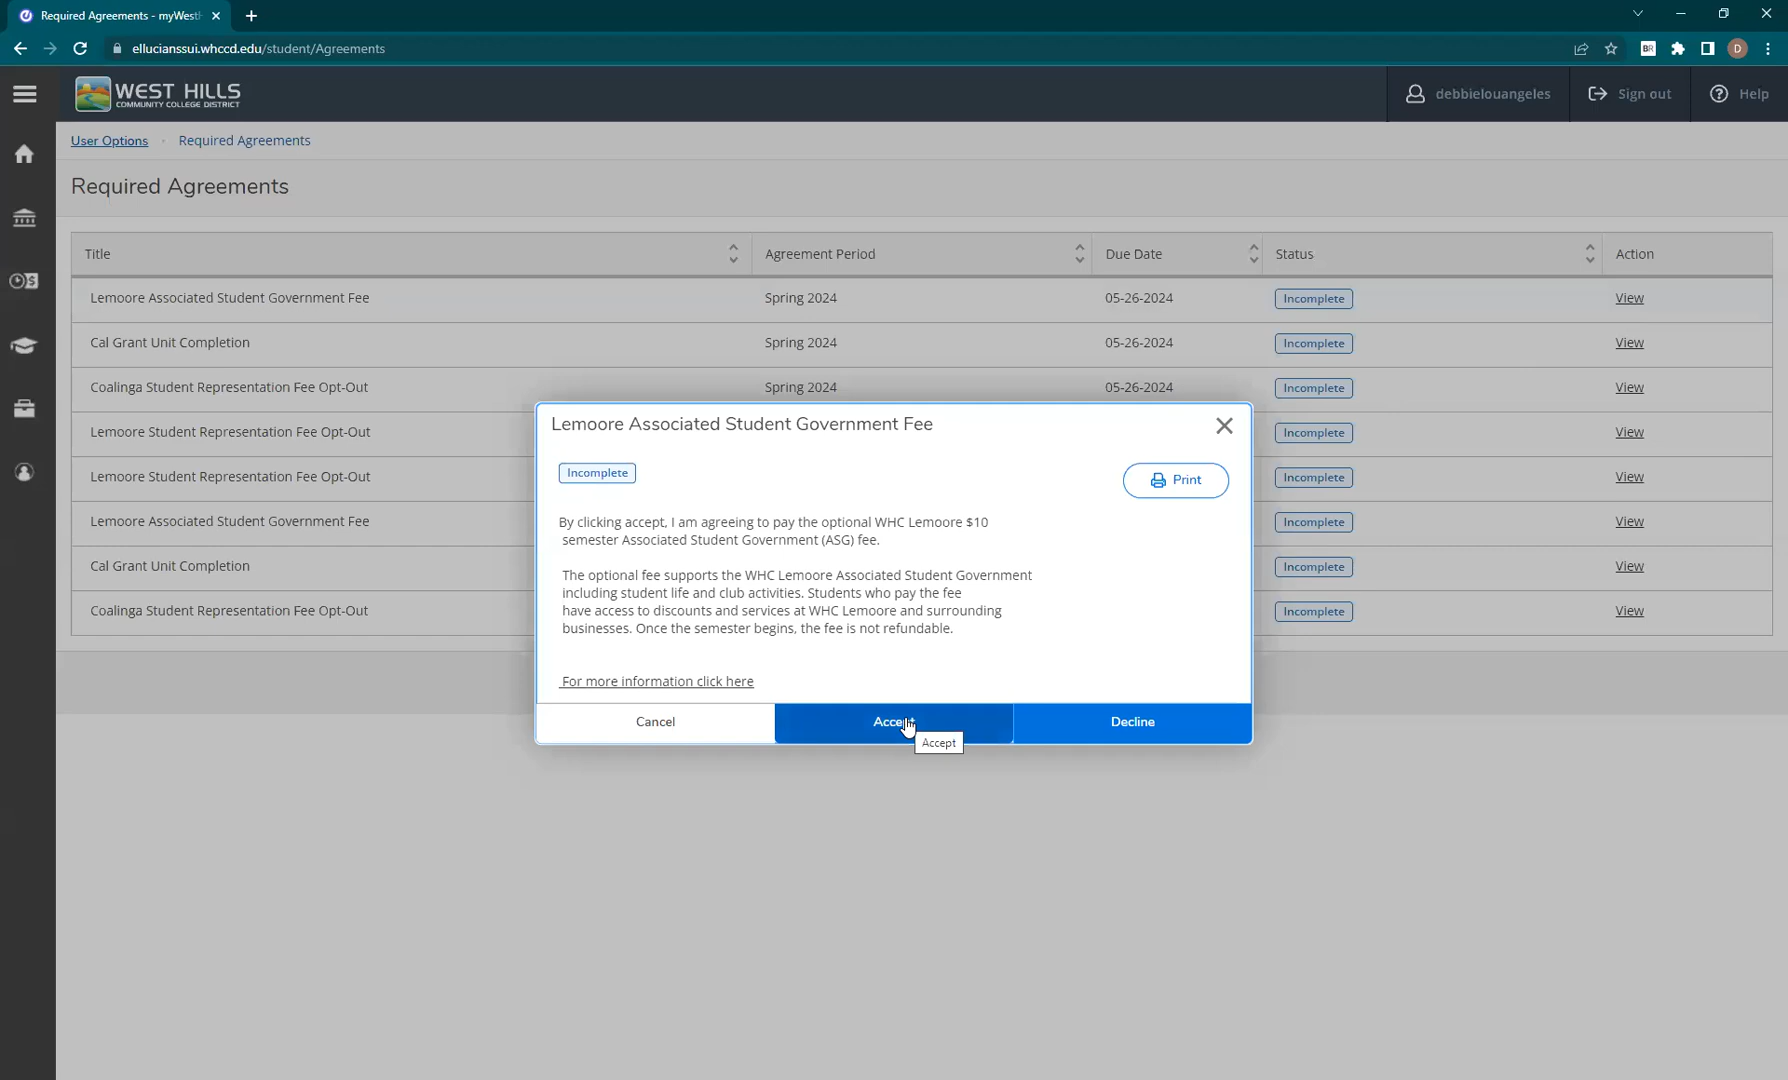 Required Agreements - myWest
ellucianssui.whccd.edu/student/Agreements
BR
D
WEST HILLS
COMMUNITY COLLEGE DISTRICT
debbielouangeles
Sign out
Help
User Options
Required Agreements
Required Agreements
Title Agreement Period Due Date Status Action
Lemoore Associated Student Government Fee Spring 2024 05-26-2024 Incomplete View
Cal Grant Unit Completion Spring 2024 05-26-2024 Incomplete View
Coalinga Student Representation Fee Opt-Out Spring 2024 05-26-2024 Incomplete View
Lemoore Student Representation Fee Opt-Out Incomplete View
Lemoore Student Representation Fee Opt-Out Incomplete View
Lemoore Associated Student Government Fee Incomplete View
Cal Grant Unit Completion Incomplete View
Coalinga Student Representation Fee Opt-Out Incomplete View
Lemoore Associated Student Government Fee
Incomplete
Print
By clicking accept, I am agreeing to pay the optional WHC Lemoore $10
semester Associated Student Government (ASG) fee.
The optional fee supports the WHC Lemoore Associated Student Government
including student life and club activities. Students who pay the fee
have access to discounts and services at WHC Lemoore and surrounding
businesses. Once the semester begins, the fee is not refundable.
For more information click here
Cancel Accept Decline
Accept